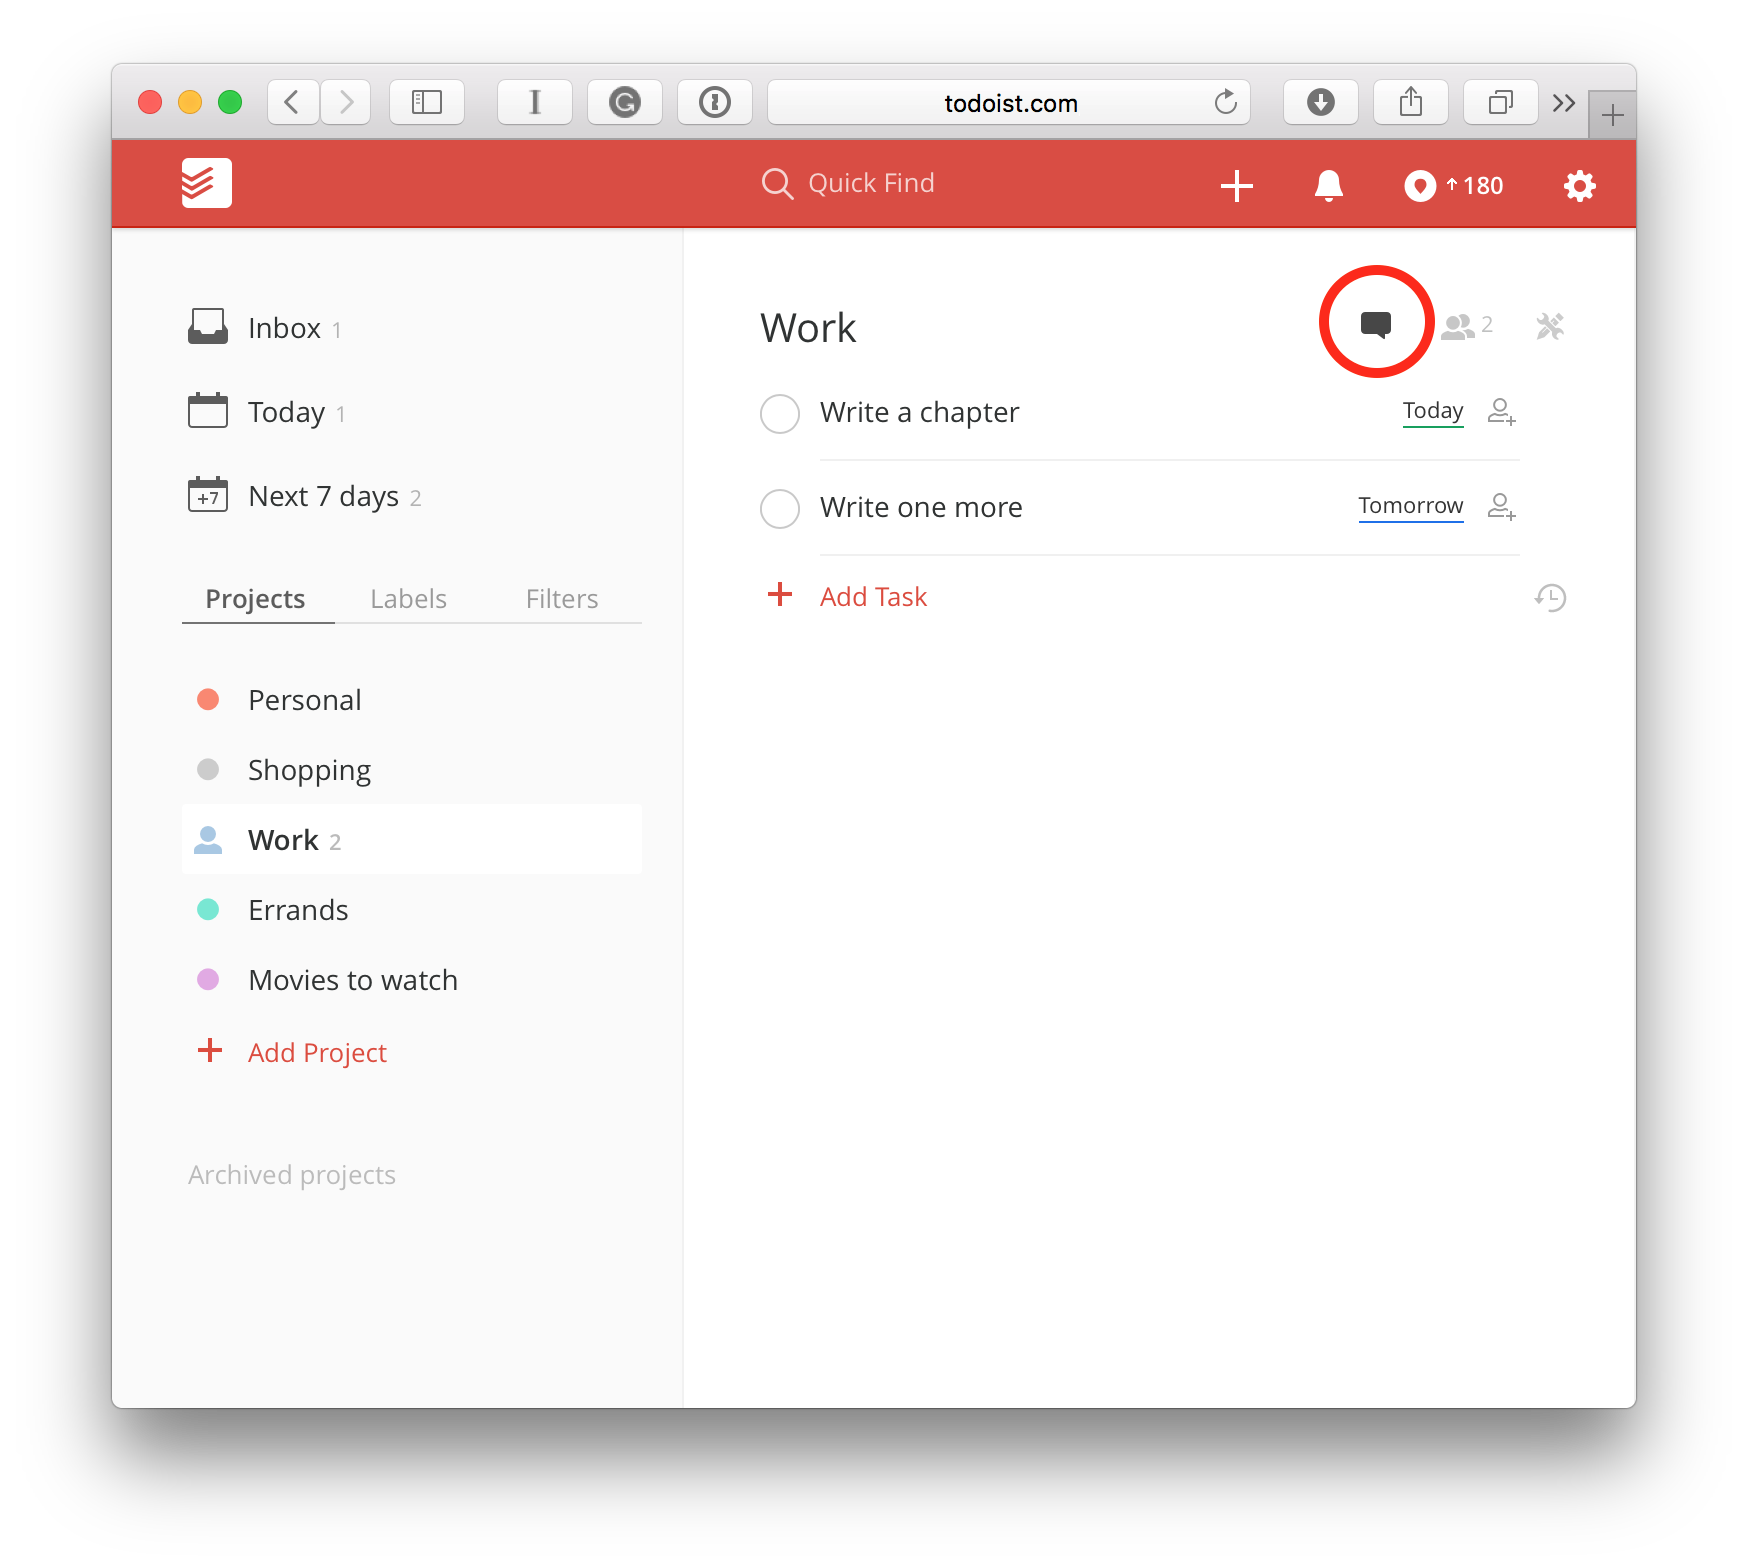 todoist.com
Quick Find
↑180
Inbox 1
Today 1
+7 Next 7 days 2
Projects Labels Filters
Personal
Shopping
Work 2
Errands
Movies to watch
+ Add Project
Archived projects
Work
2
Write a chapter Today
Write one more Tomorrow
+ Add Task